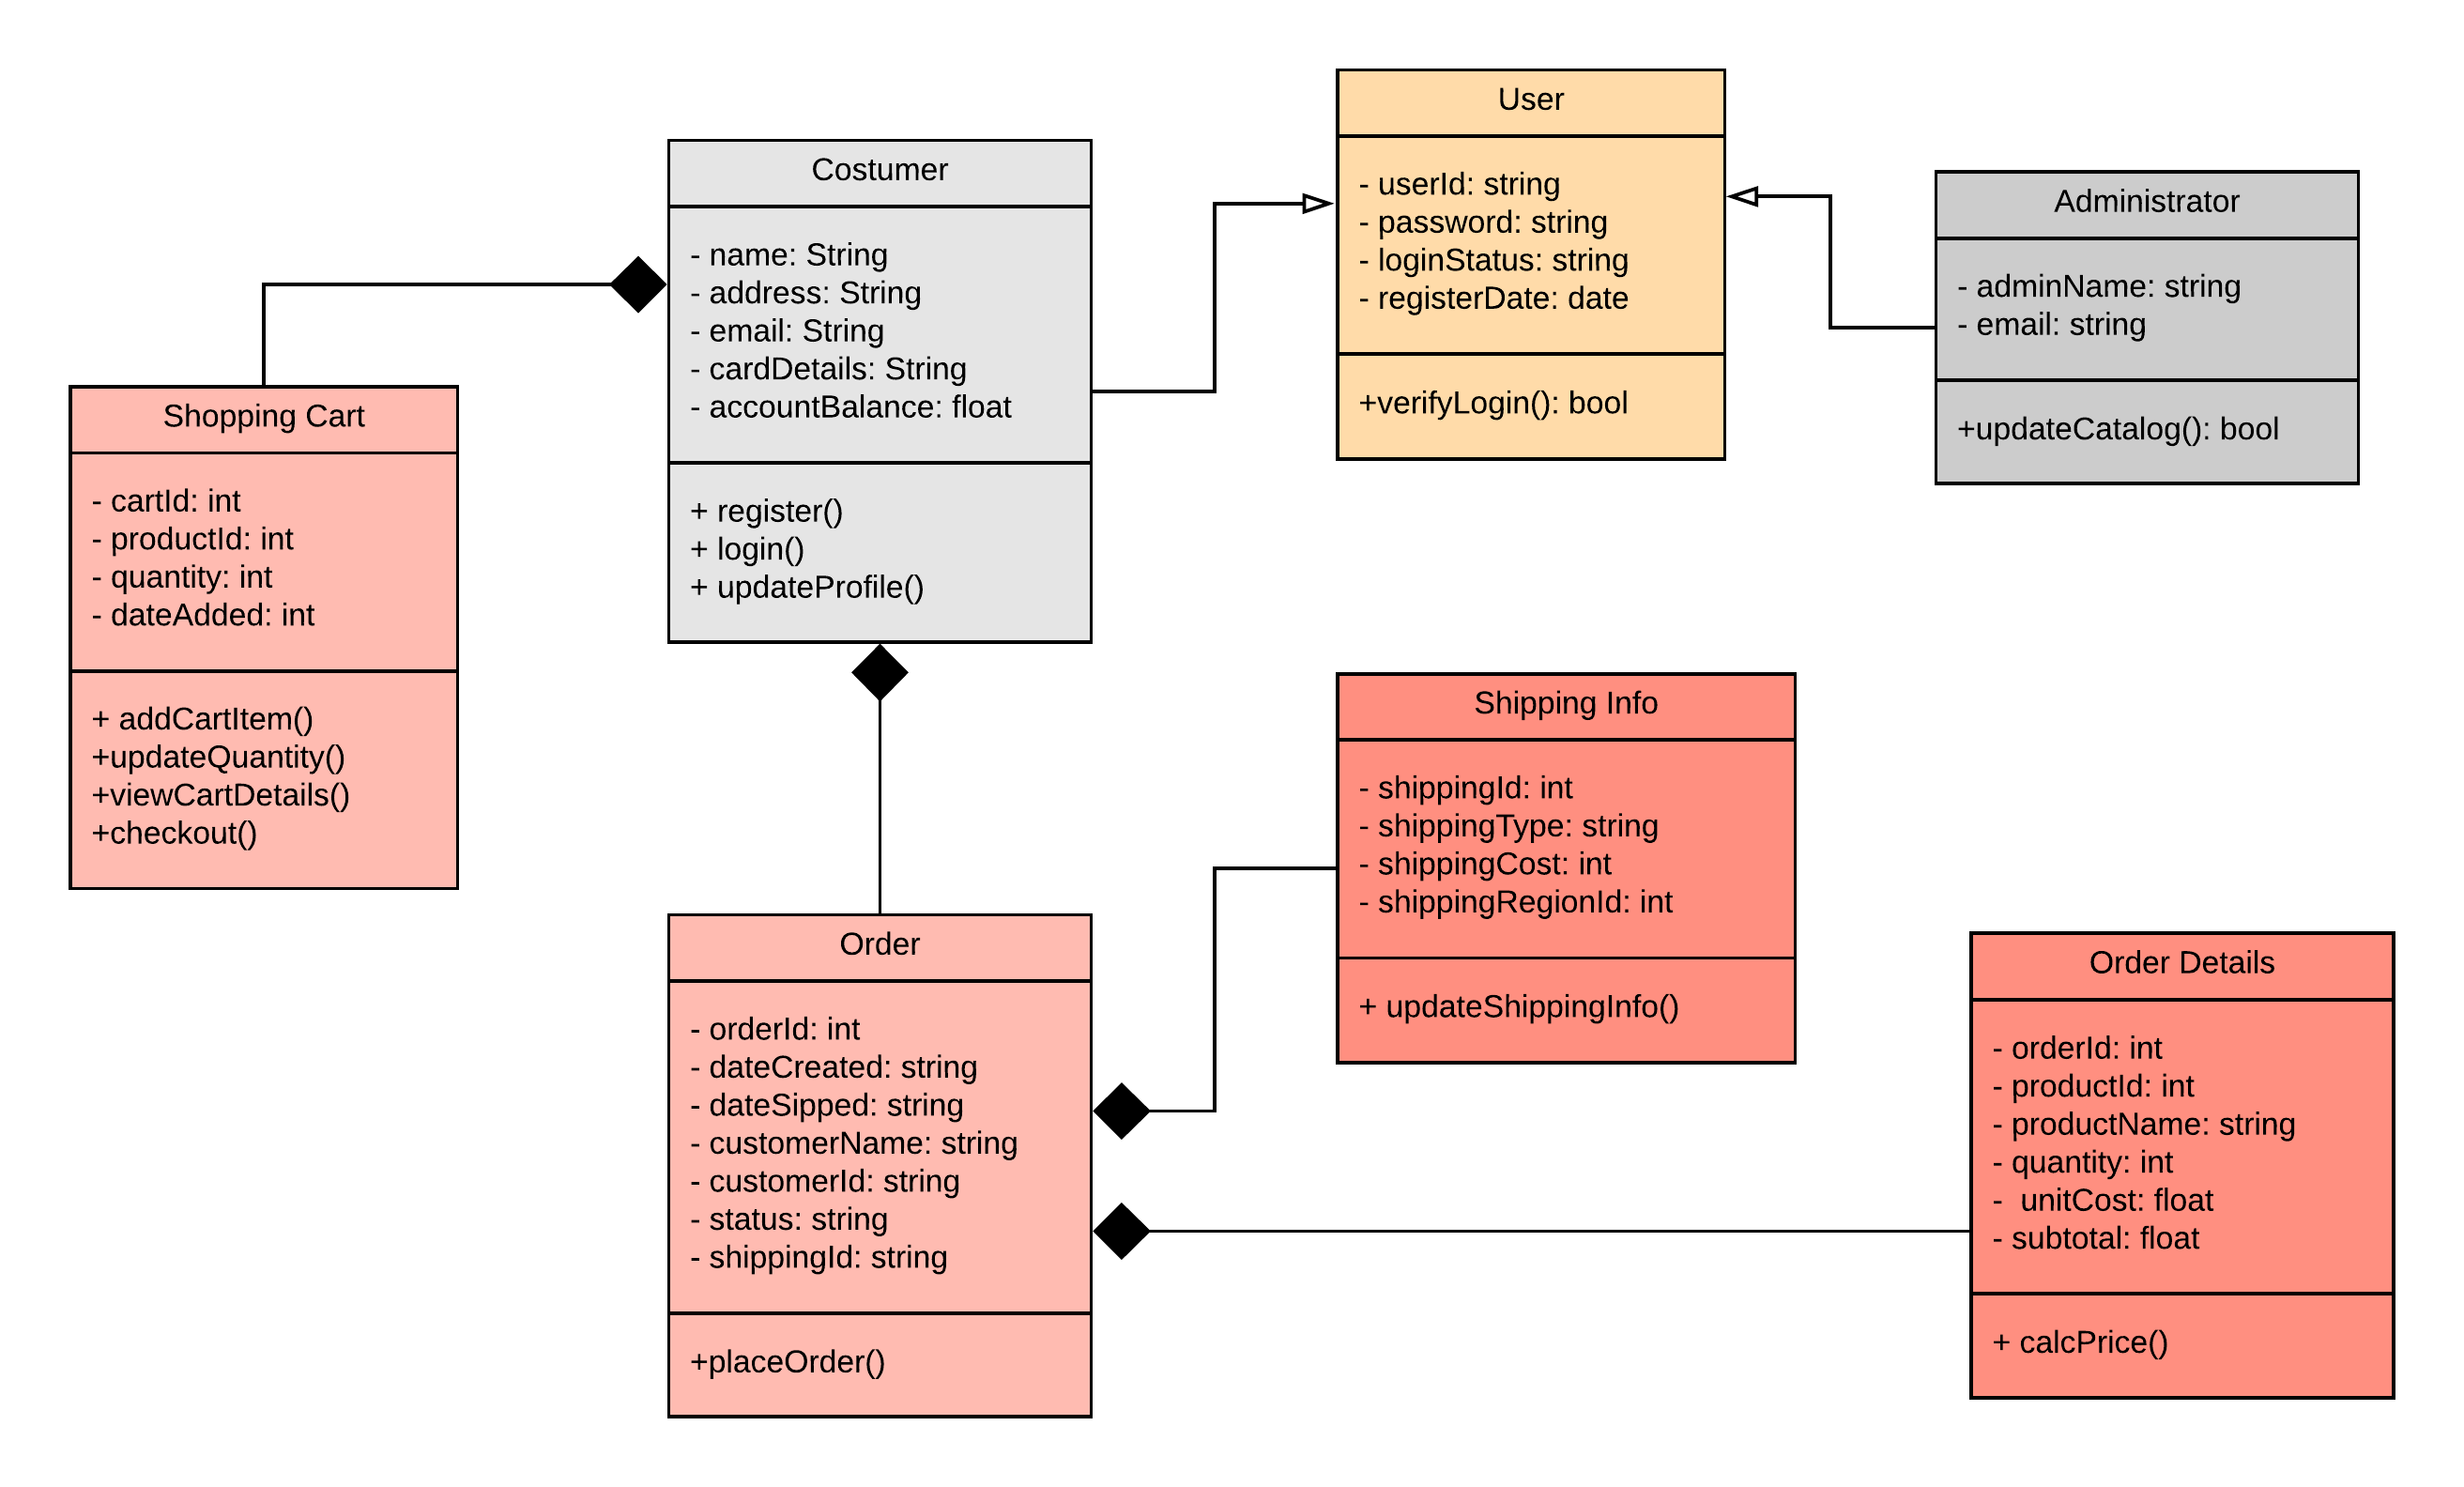 User
- userId: string
- password: string
- loginStatus: string
- registerDate: date
+verifyLogin(): bool
Costumer
- name: String
- address: String
- email: String
- cardDetails: String
- accountBalance: float
+ register()
+ login()
+ updateProfile()
Administrator
- adminName: string
- email: string
+updateCatalog(): bool
Shopping Cart
- cartId: int
- productId: int
- quantity: int
- dateAdded: int
+ addCartItem()
+updateQuantity()
+viewCartDetails()
+checkout()
Shipping Info
- shippingId: int
- shippingType: string
- shippingCost: int
- shippingRegionId: int
+ updateShippingInfo()
Order
- orderId: int
- dateCreated: string
- dateSipped: string
- customerName: string
- customerId: string
- status: string
- shippingId: string
+placeOrder()
Order Details
- orderId: int
- productId: int
- productName: string
- quantity: int
-  unitCost: float
- subtotal: float
+ calcPrice()